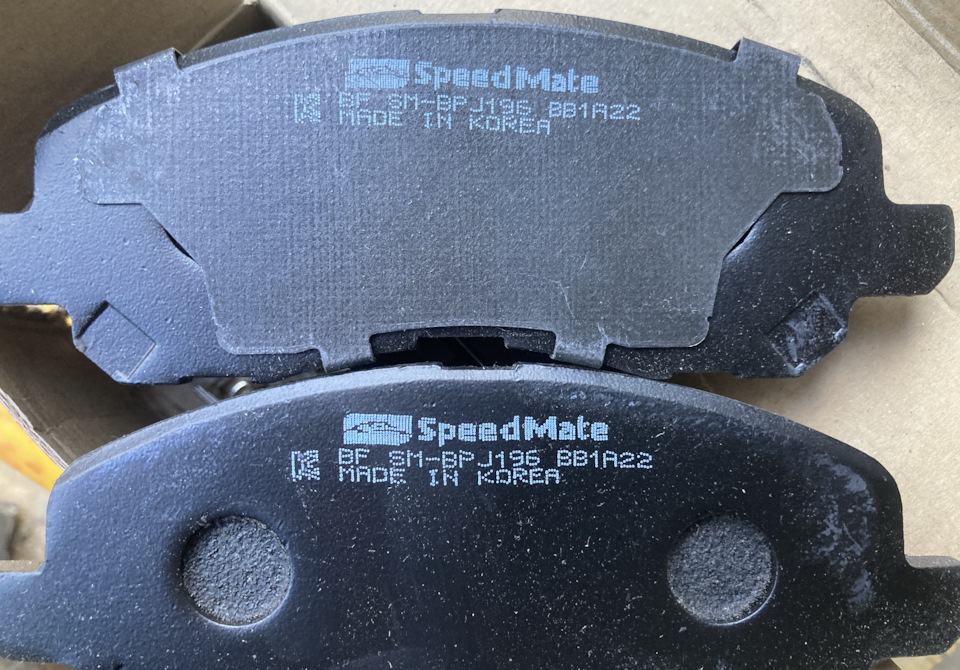 SpeedMate
BF SM-BPJ196 BB1A22
MADE IN KOREA
SpeedMate
BF SM-BPJ196 BB1A22
MADE IN KOREA